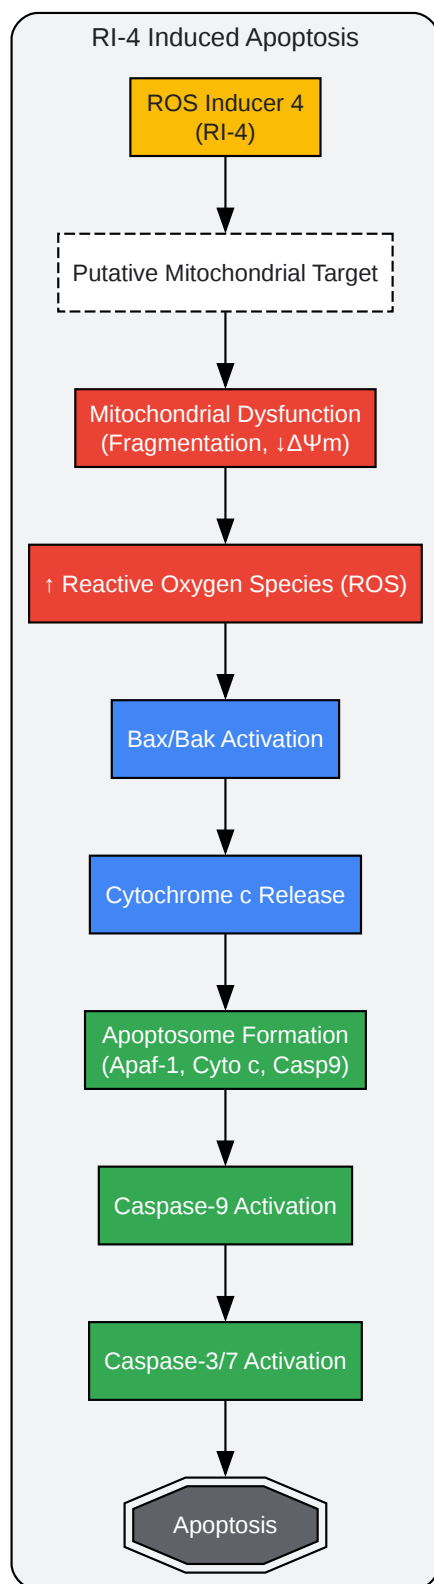 RI-4 Induced Apoptosis
ROS Inducer 4
(RI-4)
Putative Mitochondrial Target
Mitochondrial Dysfunction
(Fragmentation, ↓ΔΨm)
↑ Reactive Oxygen Species (ROS)
Bax/Bak Activation
Cytochrome c Release
Apoptosome Formation
(Apaf-1, Cyto c, Casp9)
Caspase-9 Activation
Caspase-3/7 Activation
Apoptosis